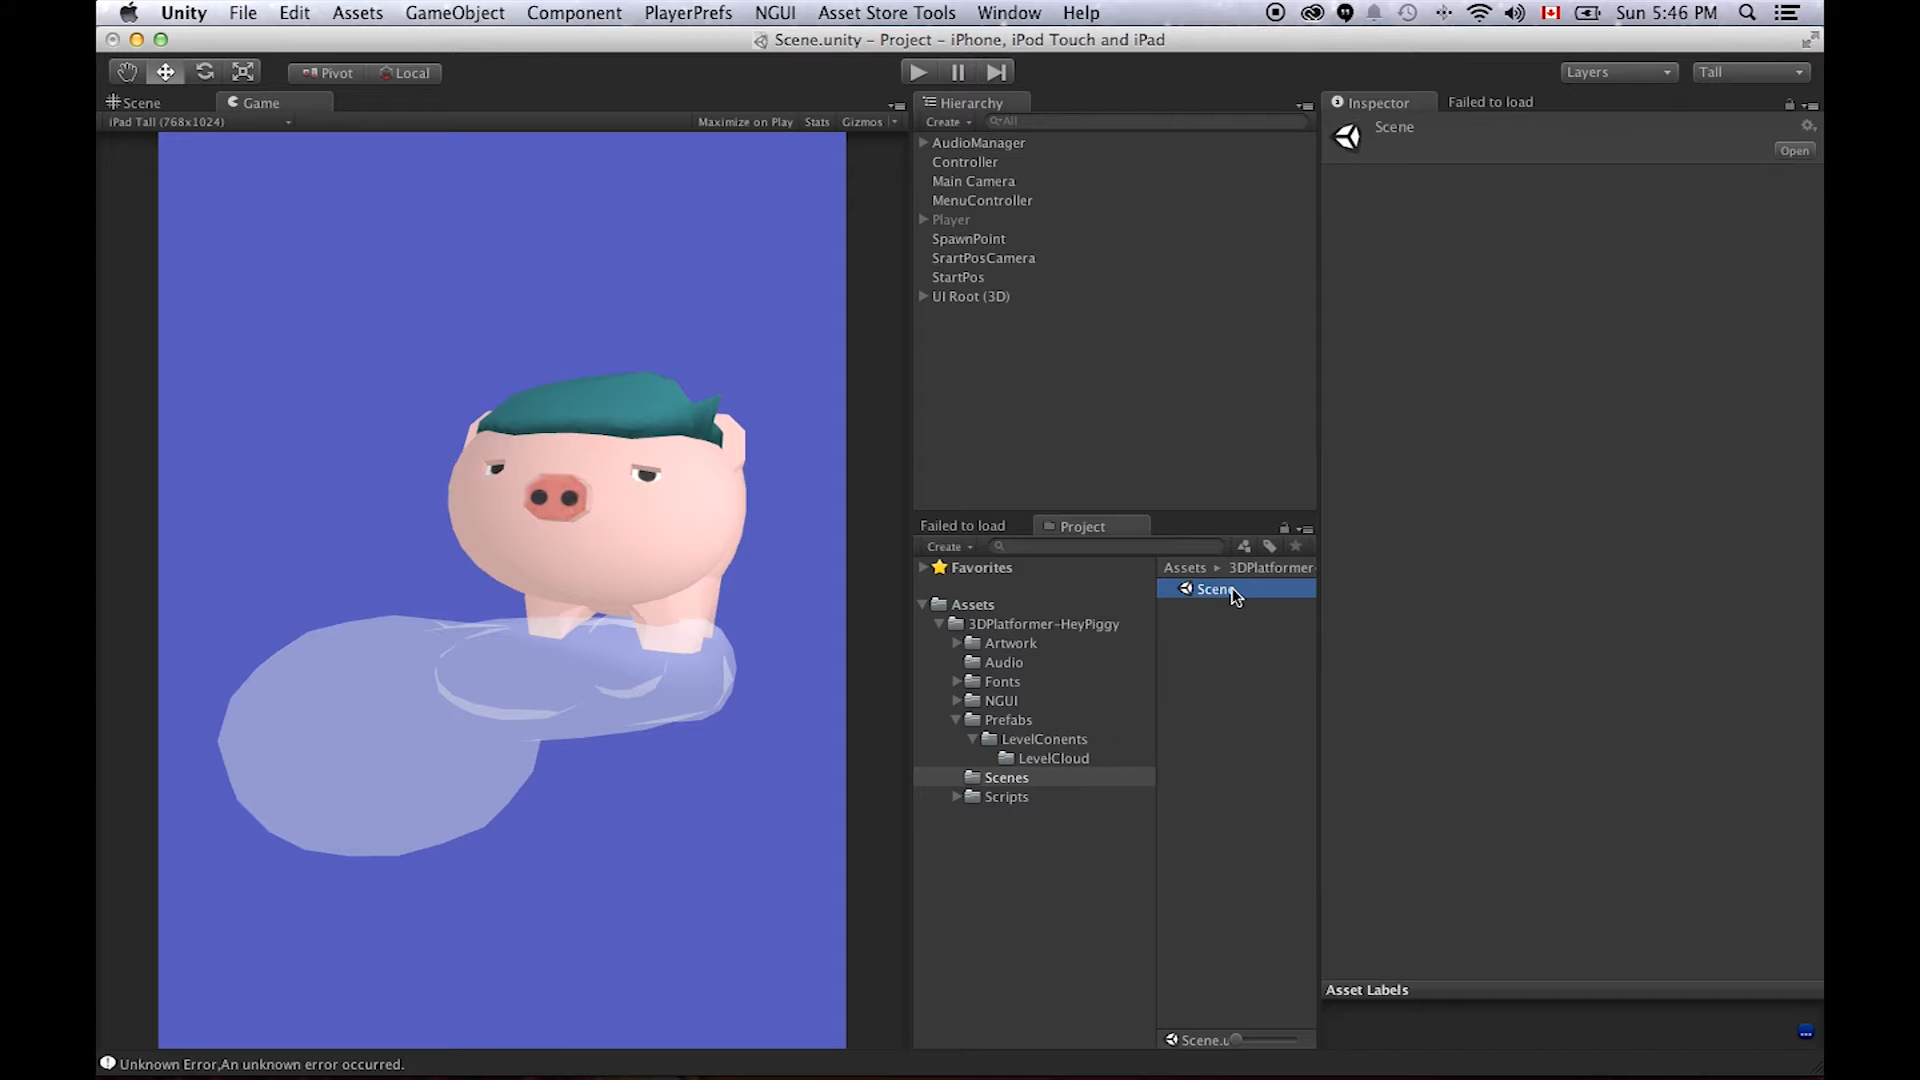 Unity File Edit Assets GameObject Component PlayerPrefs NGUI Asset Store Tools Window Help Sun 5:46 PM
Scene.unity – Project – iPhone, iPod Touch and iPad
Pivot Local Layers Tall
Scene Game
iPad Tall (768x1024) Maximize on Play Stats Gizmos
Hierarchy
Create All
AudioManager
Controller
Main Camera
MenuController
Player
SpawnPoint
SrartPosCamera
StartPos
UI Root (3D)
Failed to load Project
Create
Favorites
Assets
3DPlatformer-HeyPiggy
Artwork
Audio
Fonts
NGUI
Prefabs
LevelConents
LevelCloud
Scenes
Scripts
Assets 3DPlatformer-
Scene
Scene.u
Inspector Failed to load
Scene
Open
Asset Labels
Unknown Error,An unknown error occurred.